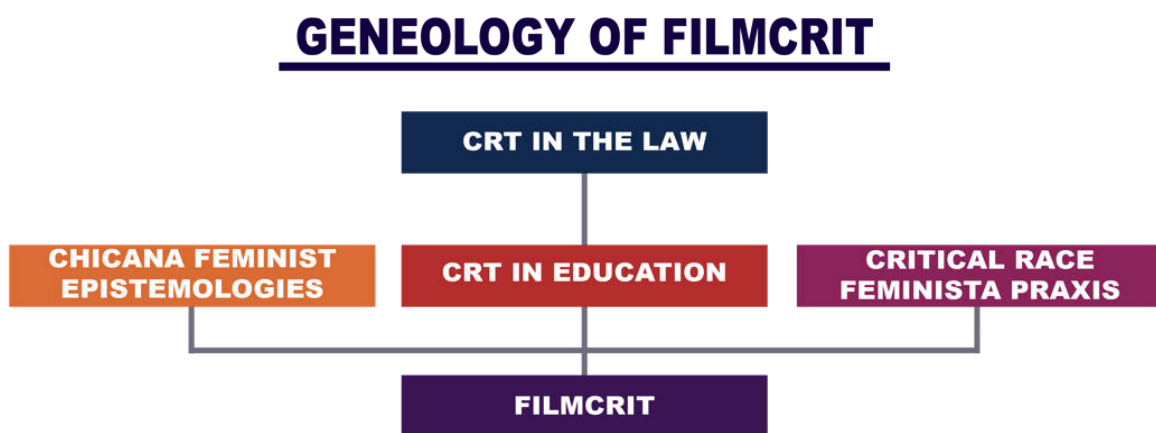 GENEOLOGY OF FILMCRIT
CRT IN THE LAW
CHICANA FEMINIST
EPISTEMOLOGIES
CRT IN EDUCATION
CRITICAL RACE
FEMINISTA PRAXIS
FILMCRIT